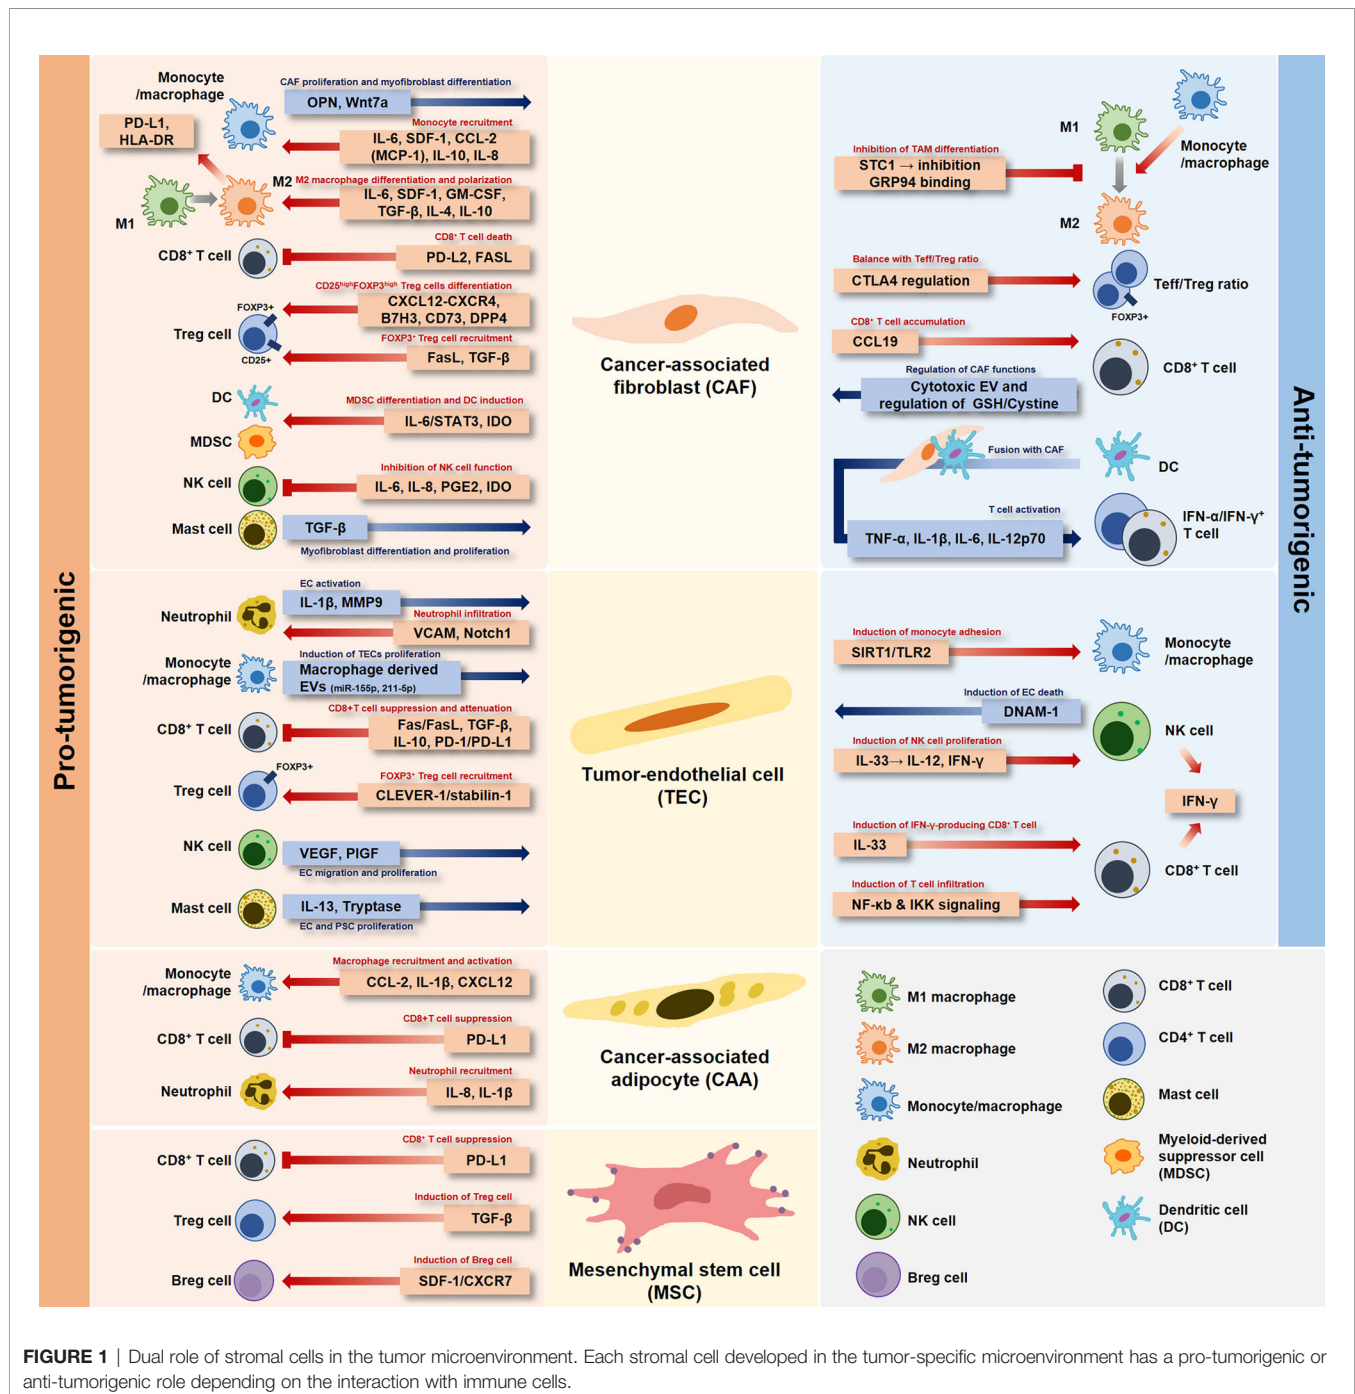 Pro-tumorigenic
Monocyte
/macrophage
PD-L1,
HLA-DR
M2
M1
CAF proliferation and myofibroblast differentiation
OPN, Wnt7a
Monocyte recruitment
IL-6, SDF-1, CCL-2
(MCP-1), IL-10, IL-8
M2 macrophage differentiation and polarization
IL-6, SDF-1, GM-CSF,
TGF-β, IL-4, IL-10
CD8⁺ T cell
CD8⁺ T cell death
PD-L2, FASL
Treg cell
FOXP3+
CD25+
CD25ʰⁱᵍʰFOXP3ʰⁱᵍʰ Treg cells differentiation
CXCL12-CXCR4,
B7H3, CD73, DPP4
FOXP3⁺ Treg cell recruitment
FasL, TGF-β
DC
MDSC
MDSC differentiation and DC induction
IL-6/STAT3, IDO
NK cell
Inhibition of NK cell function
IL-6, IL-8, PGE2, IDO
Mast cell
TGF-β
Myofibroblast differentiation and proliferation
Cancer-associated
fibroblast (CAF)
M1
Monocyte
/macrophage
M2
Inhibition of TAM differentiation
STC1 → inhibition
GRP94 binding
Balance with Teff/Treg ratio
CTLA4 regulation
Teff/Treg ratio
FOXP3+
CD8⁺ T cell accumulation
CCL19
CD8⁺ T cell
Regulation of CAF functions
Cytotoxic EV and
regulation of GSH/Cystine
Fusion with CAF
DC
T cell activation
TNF-α, IL-1β, IL-6, IL-12p70
IFN-α/IFN-γ⁺
T cell
Anti-tumorigenic
Neutrophil
EC activation
IL-1β, MMP9
Neutrophil infiltration
VCAM, Notch1
Monocyte
/macrophage
Induction of TECs proliferation
Macrophage derived
EVs (miR-155p, 211-5p)
CD8⁺ T cell
CD8+T cell suppression and attenuation
Fas/FasL, TGF-β,
IL-10, PD-1/PD-L1
Treg cell
FOXP3+
FOXP3⁺ Treg cell recruitment
CLEVER-1/stabilin-1
NK cell
VEGF, PlGF
EC migration and proliferation
Mast cell
IL-13, Tryptase
EC and PSC proliferation
Tumor-endothelial cell
(TEC)
Induction of monocyte adhesion
SIRT1/TLR2
Monocyte
/macrophage
Induction of EC death
DNAM-1
NK cell
Induction of NK cell proliferation
IL-33→ IL-12, IFN-γ
IFN-γ
Induction of IFN-γ-producing CD8⁺ T cell
IL-33
CD8⁺ T cell
Induction of T cell infiltration
NF-κb & IKK signaling
Monocyte
/macrophage
Macrophage recruitment and activation
CCL-2, IL-1β, CXCL12
CD8⁺ T cell
CD8+T cell suppression
PD-L1
Neutrophil
Neutrophil recruitment
IL-8, IL-1β
Cancer-associated
adipocyte (CAA)
CD8⁺ T cell
CD8⁺ T cell suppression
PD-L1
Treg cell
Induction of Treg cell
TGF-β
Breg cell
Induction of Breg cell
SDF-1/CXCR7
Mesenchymal stem cell
(MSC)
M1 macrophage
M2 macrophage
Monocyte/macrophage
Neutrophil
NK cell
Breg cell
CD8⁺ T cell
CD4⁺ T cell
Mast cell
Myeloid-derived
suppressor cell
(MDSC)
Dendritic cell
(DC)
FIGURE 1 | Dual role of stromal cells in the tumor microenvironment. Each stromal cell developed in the tumor-specific microenvironment has a pro-tumorigenic or
anti-tumorigenic role depending on the interaction with immune cells.